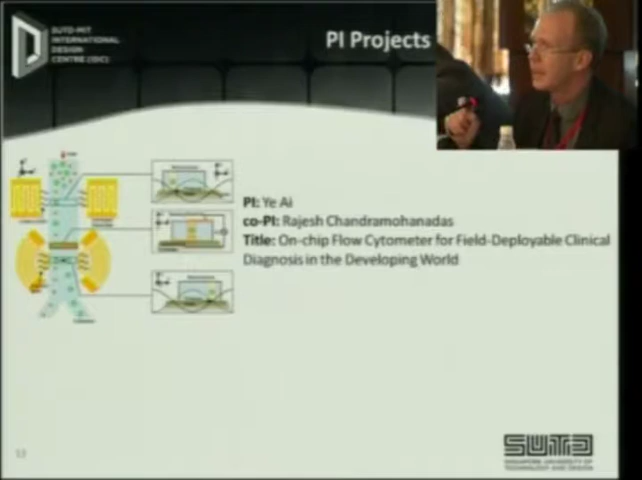 SUTD-MIT
INTERNATIONAL
DESIGN
CENTRE (IDC)
PI Projects
PI: Ye Ai
co-PI: Rajesh Chandramohanadas
Title: On-chip Flow Cytometer for Field-Deployable Clinical
Diagnosis in the Developing World
SUTD
SINGAPORE UNIVERSITY OF
TECHNOLOGY AND DESIGN